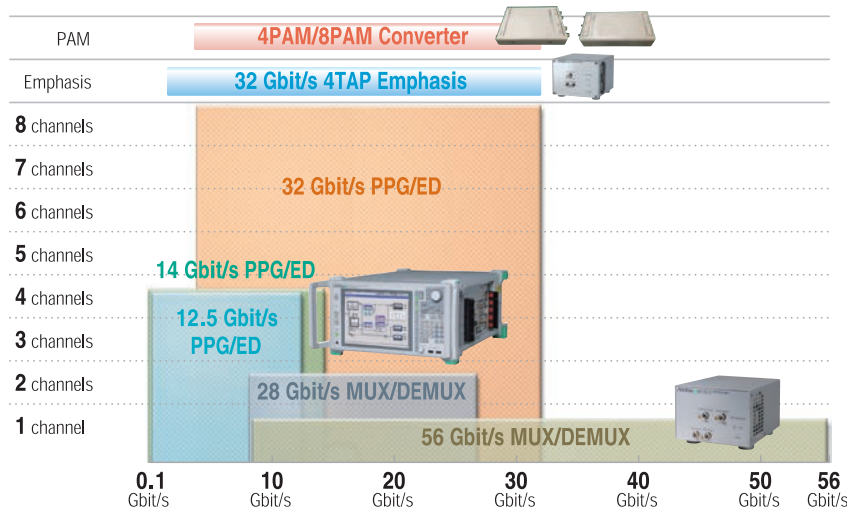 PAM
4PAM/8PAM Converter
Emphasis
32 Gbit/s 4TAP Emphasis
8 channels
7 channels
32 Gbit/s PPG/ED
6 channels
5 channels
14 Gbit/s PPG/ED
4 channels
12.5 Gbit/s
PPG/ED
3 channels
2 channels
28 Gbit/s MUX/DEMUX
1 channel
56 Gbit/s MUX/DEMUX
0.1 10 20 30 40 50 56
Gbit/s Gbit/s Gbit/s Gbit/s Gbit/s Gbit/s Gbit/s